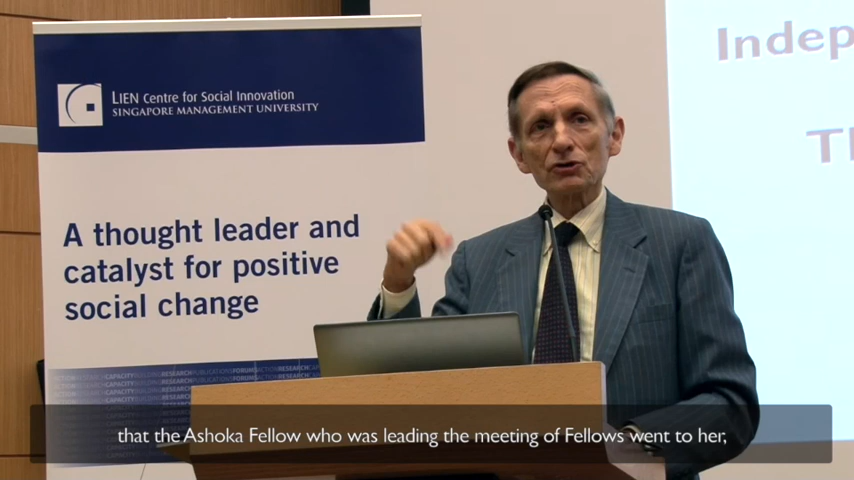 LIEN Centre for Social Innovation
SINGAPORE MANAGEMENT UNIVERSITY
A thought leader and
catalyst for positive
social change
Indep
Th
that the Ashoka Fellow who was leading the meeting of Fellows went to her,